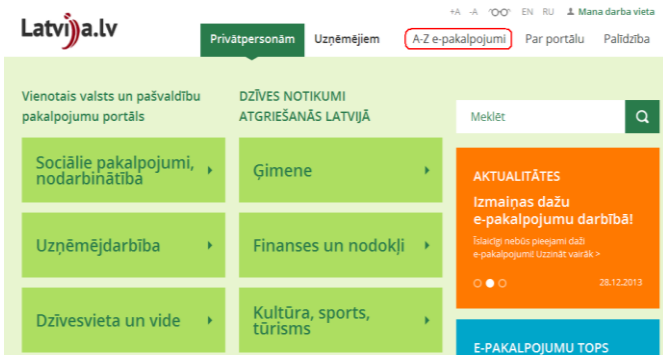 +A -A EN RU Mana darba vieta
Latvija.lv
Privātpersonām Uzņēmējiem A-Z e-pakalpojumi Par portālu Palīdzība
Vienotais valsts un pašvaldību
pakalpojumu portāls
DZĪVES NOTIKUMI
ATGRIEŠANĀS LATVIJĀ
Meklēt
Sociālie pakalpojumi,
nodarbinātība
Ģimene
AKTUALITĀTES
Izmaiņas dažu
e-pakalpojumu darbībā!
Īslaicīgi nebūs pieejami daži
e-pakalpojumi! Uzzināt vairāk >
28.12.2013
Uzņēmējdarbība
Finanses un nodokļi
Dzīvesvieta un vide
Kultūra, sports,
tūrisms
E-PAKALPOJUMU TOPS